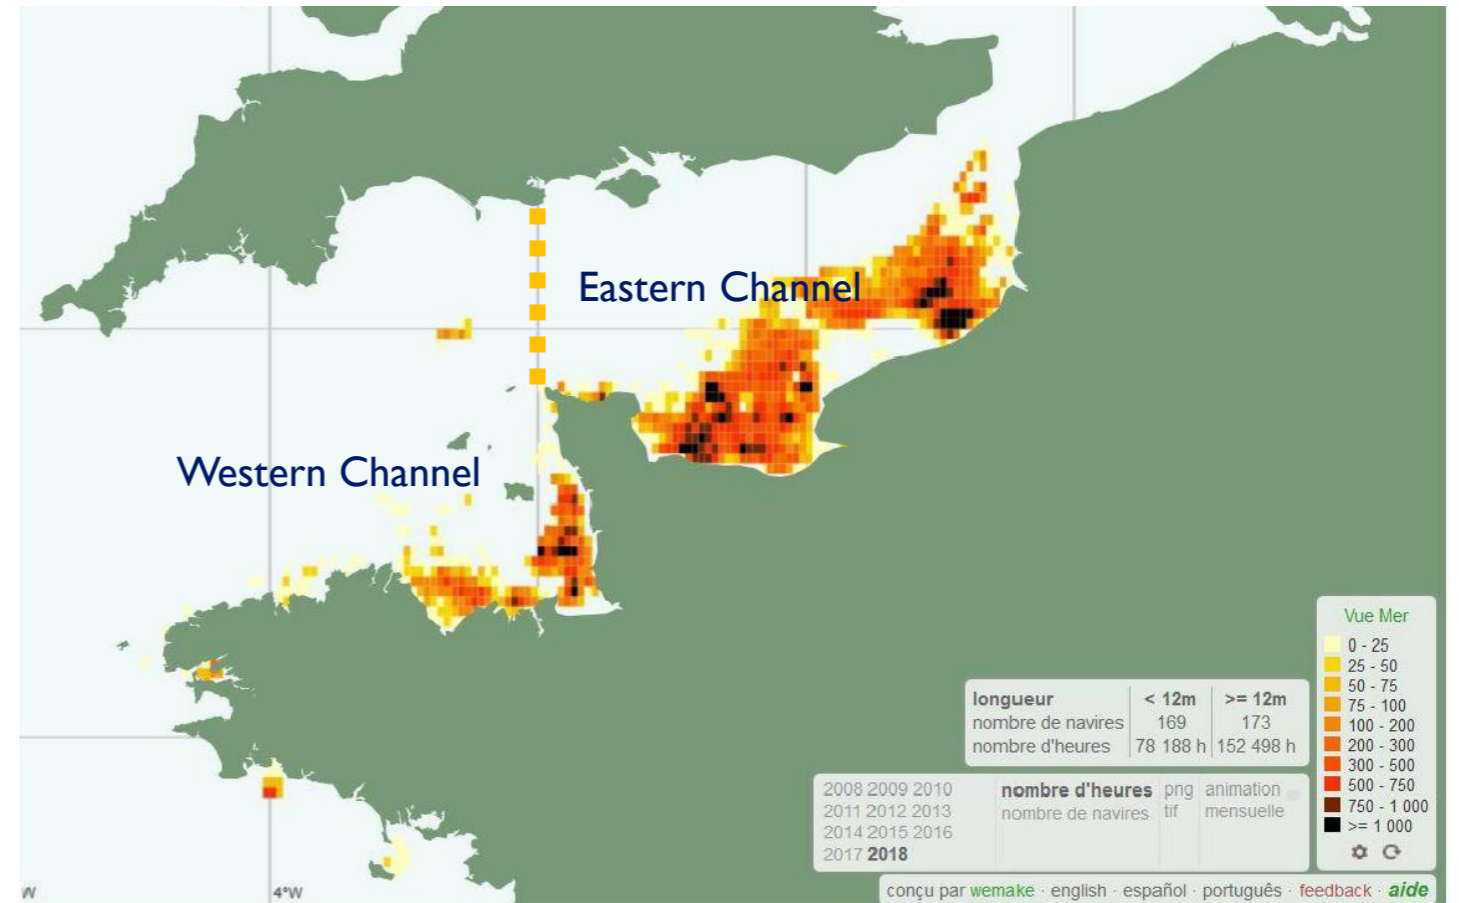 Eastern Channel
Western Channel
Vue Mer
0 - 25
25 - 50
50 - 75
75 - 100
100 - 200
200 - 300
300 - 500
500 - 750
750 - 1 000
>= 1 000
longueur < 12m >= 12m
nombre de navires 169 173
nombre d'heures 78 188 h 152 498 h
2008 2009 2010 nombre d'heures png animation
2011 2012 2013 nombre de navires tif mensuelle
2014 2015 2016
2017 2018
W 4°W
conçu par wemake · english · español · português · feedback · aide